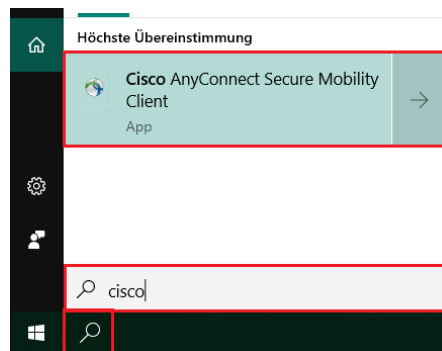 Höchste Übereinstimmung
Cisco AnyConnect Secure Mobility
Client
App
cisco